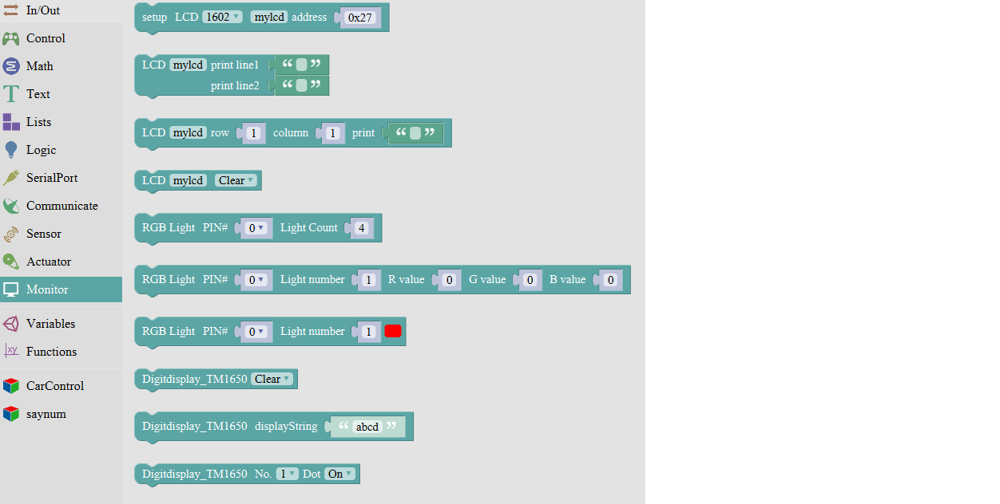 In/Out
Control
Math
Text
Lists
Logic
SerialPort
Communicate
Sensor
Actuator
Monitor
Variables
xy Functions
CarControl
saynum
setup LCD 1602 mylcd address 0x27
LCD mylcd print line1 “ ”
print line2 “ ”
LCD mylcd row 1 column 1 print “ ”
LCD mylcd Clear
RGB Light PIN# 0 Light Count 4
RGB Light PIN# 0 Light number 1 R value 0 G value 0 B value 0
RGB Light PIN# 0 Light number 1
Digitdisplay_TM1650 Clear
Digitdisplay_TM1650 displayString “ abcd ”
Digitdisplay_TM1650 No. 1 Dot On